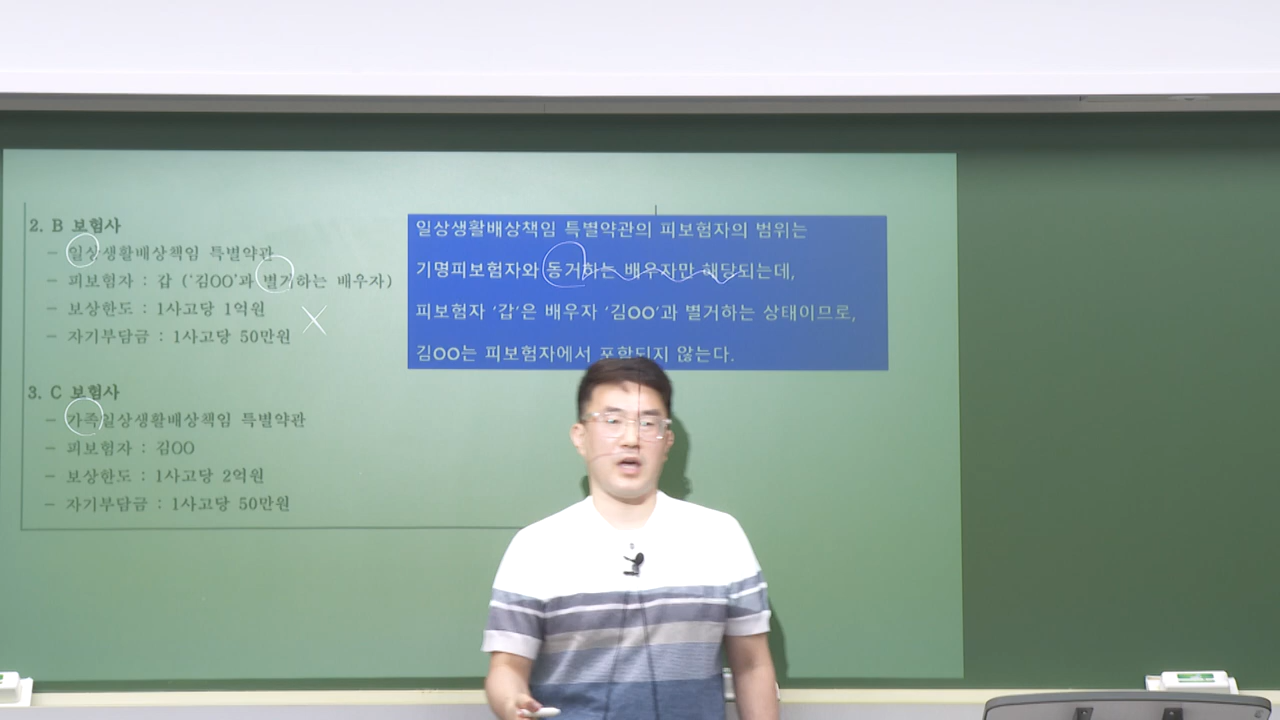 2. B 보험사
– 일상생활배상책임 특별약관
– 피보험자 : 갑 ('김OO'과 별거하는 배우자)
– 보상한도 : 1사고당 1억원
– 자기부담금 : 1사고당 50만원
3. C 보험사
– 가족일상생활배상책임 특별약관
– 피보험자 : 김OO
– 보상한도 : 1사고당 2억원
– 자기부담금 : 1사고당 50만원
일상생활배상책임 특별약관의 피보험자의 범위는
기명피보험자와 동거하는 배우자만 해당되는데,
피보험자 '갑'은 배우자 '김OO'과 별거하는 상태이므로,
김OO는 피보험자에서 포함되지 않는다.